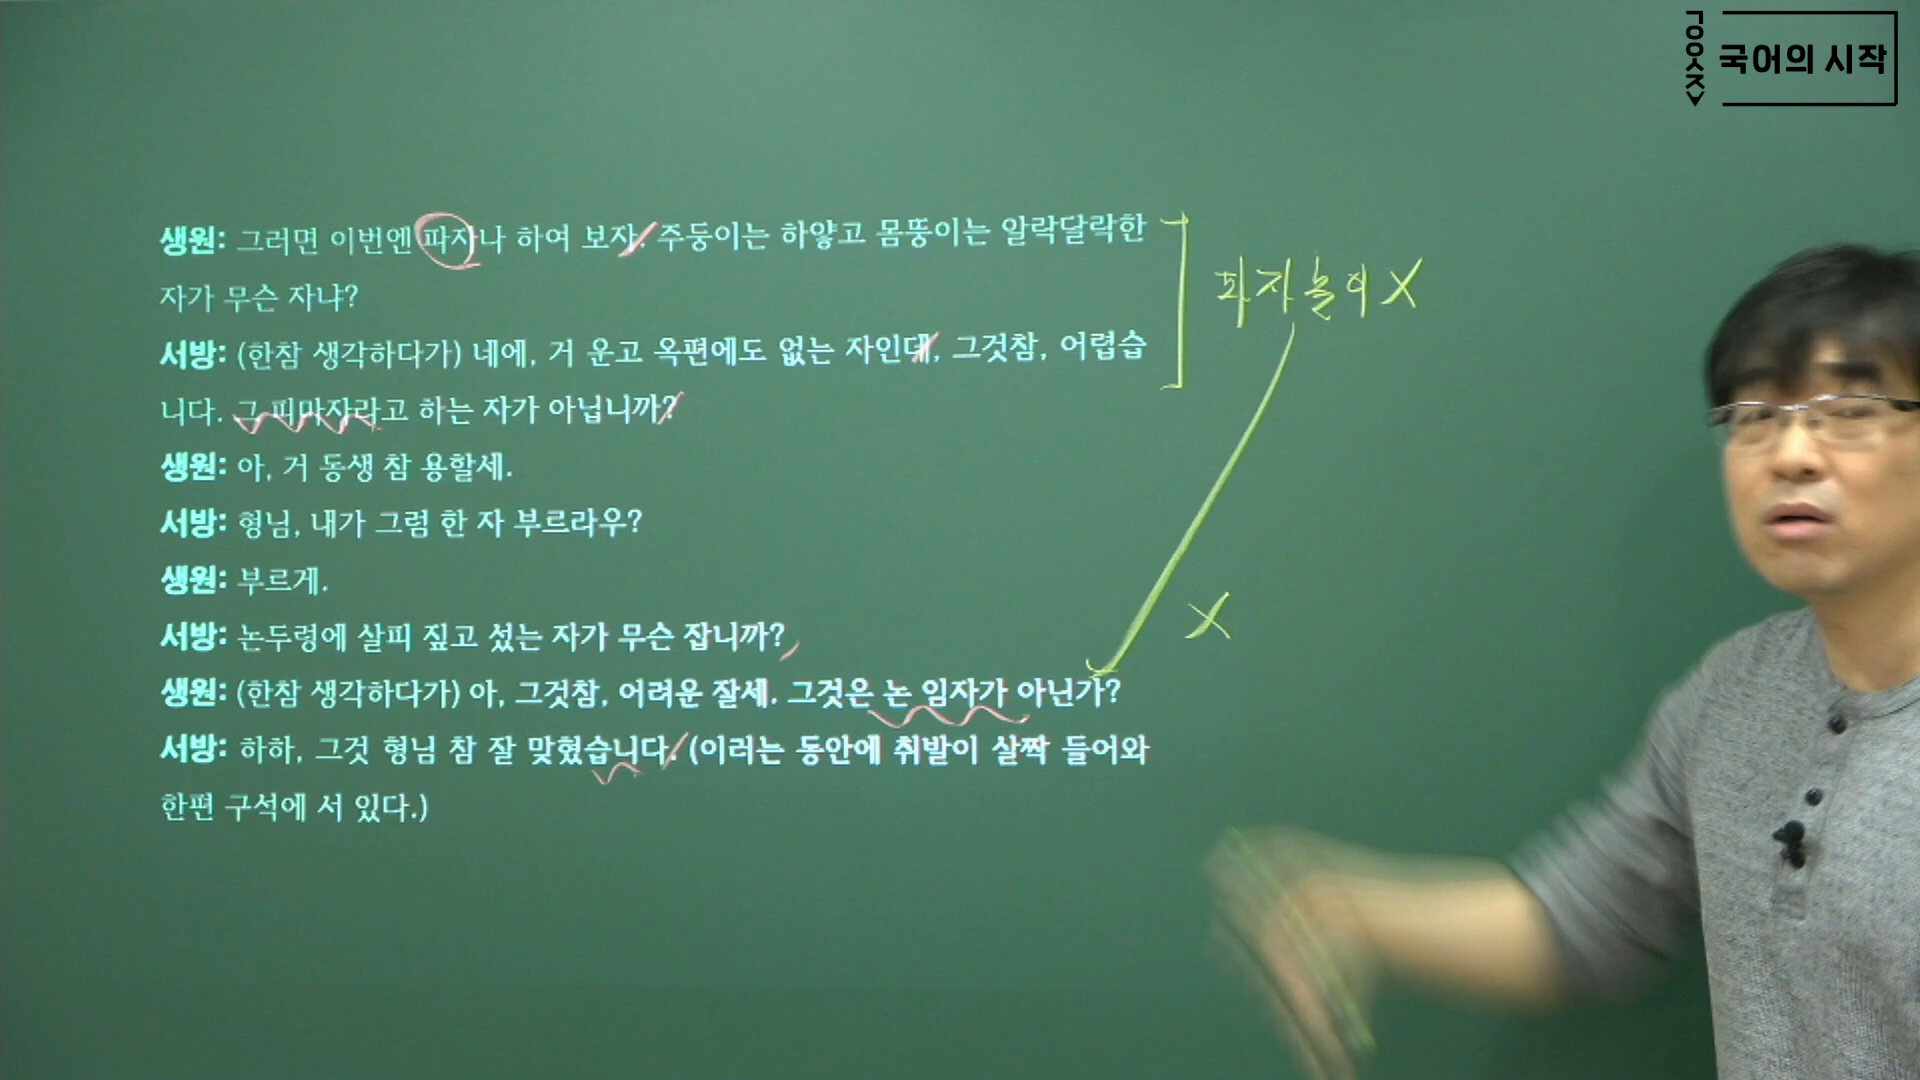 ㄱㅇㅇㅅㅈ
국어의 시작
생원: 그러면 이번엔 파자나 하여 보자. 주둥이는 하얗고 몸뚱이는 알락달락한
자가 무슨 자냐?
파자놀이 X
서방: (한참 생각하다가) 네에, 거 운고 옥편에도 없는 자인데, 그것참, 어렵습
니다. 그 피마자라고 하는 자가 아닙니까?
생원: 아, 거 동생 참 용할세.
서방: 형님, 내가 그럼 한 자 부르라우?
생원: 부르게.
X
서방: 논두렁에 살피 짚고 섰는 자가 무슨 잡니까?
생원: (한참 생각하다가) 아, 그것참, 어려운 잘세. 그것은 논 임자가 아닌가?
서방: 하하, 그것 형님 참 잘 맞혔습니다. (이러는 동안에 취발이 살짝 들어와
한편 구석에 서 있다.)